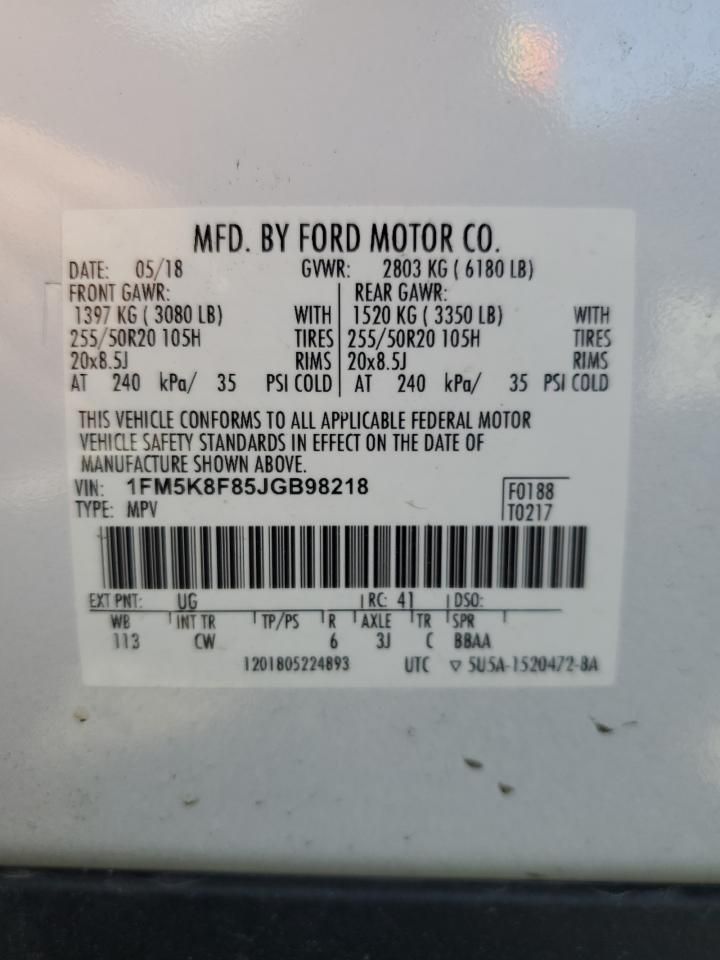 MFD. BY FORD MOTOR CO.
DATE: 05/18 GVWR: 2803 KG ( 6180 LB)
FRONT GAWR: REAR GAWR:
1397 KG ( 3080 LB) WITH 1520 KG ( 3350 LB) WITH
255/50R20 105H TIRES 255/50R20 105H TIRES
20x8.5J RIMS 20x8.5J RIMS
AT 240 kPa/ 35 PSI COLD AT 240 kPa/ 35 PSI COLD
THIS VEHICLE CONFORMS TO ALL APPLICABLE FEDERAL MOTOR
VEHICLE SAFETY STANDARDS IN EFFECT ON THE DATE OF
MANUFACTURE SHOWN ABOVE.
VIN: 1FM5K8F85JGB98218 F0188
TYPE: MPV T0217
EXT PNT: UG RC: 41 DSO:
WB INT TR TP/PS R AXLE TR SPR
113 CW 6 3J C BBAA
1201805224893 UTC ▽ 5U5A-1520472-BA